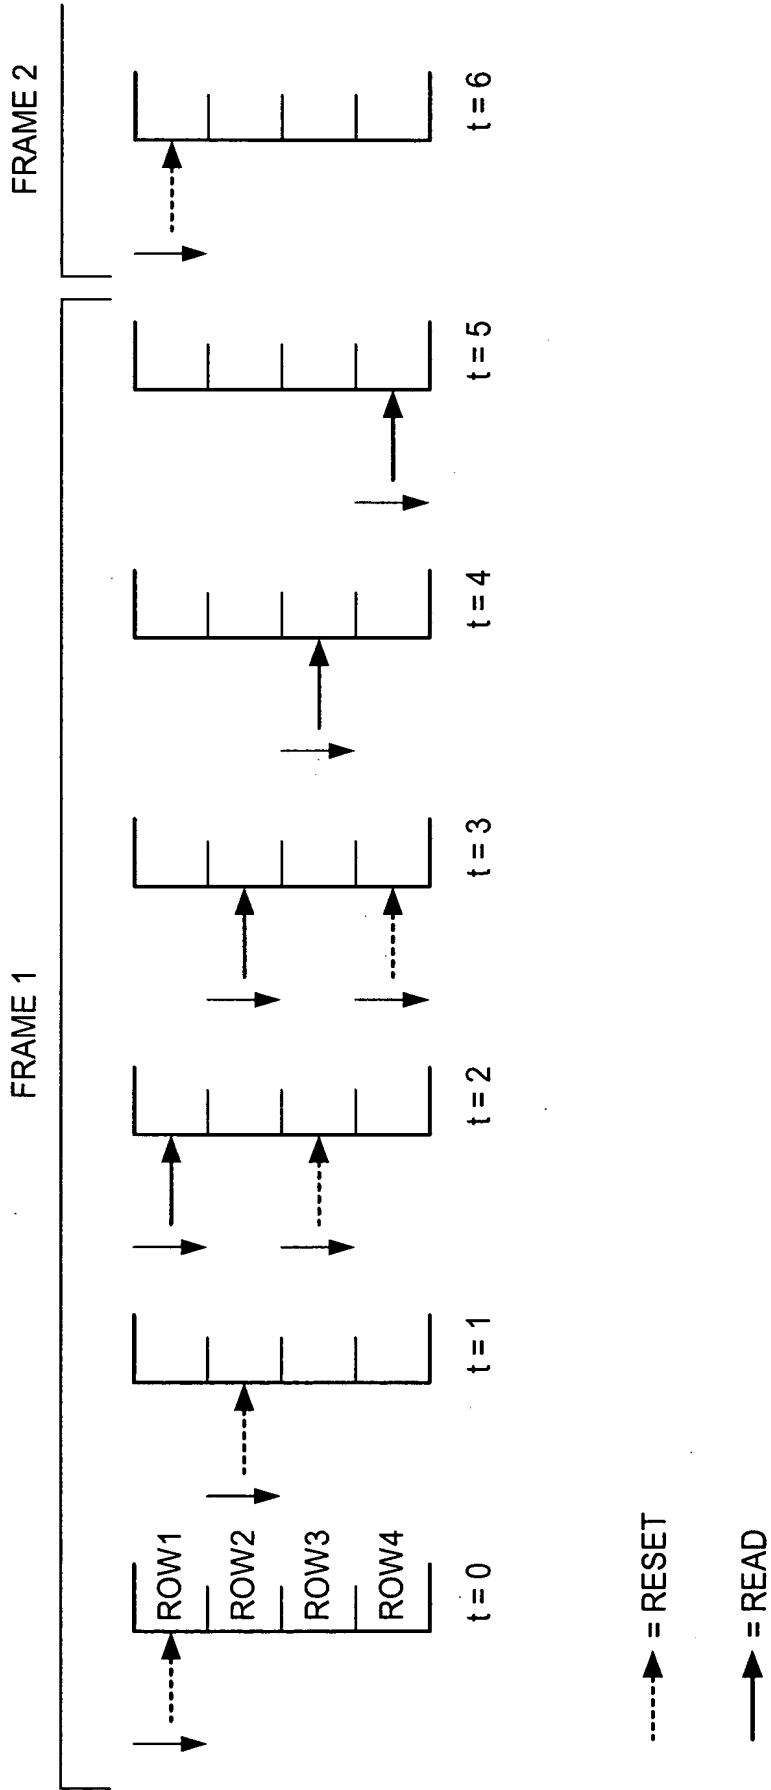 FRAME 1
FRAME 2
ROW1
ROW2
ROW3
ROW4
t = 0
t = 1
t = 2
t = 3
t = 4
t = 5
t = 6
= RESET
= READ